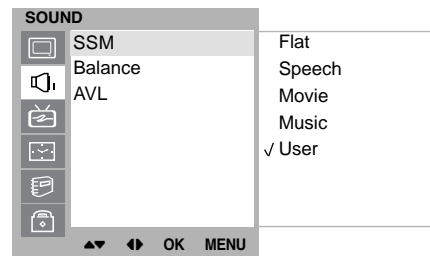 SOUND
SSM
Balance
AVL
Flat
Speech
Movie
Music
√ User
▲▼ ◀▶ OK MENU